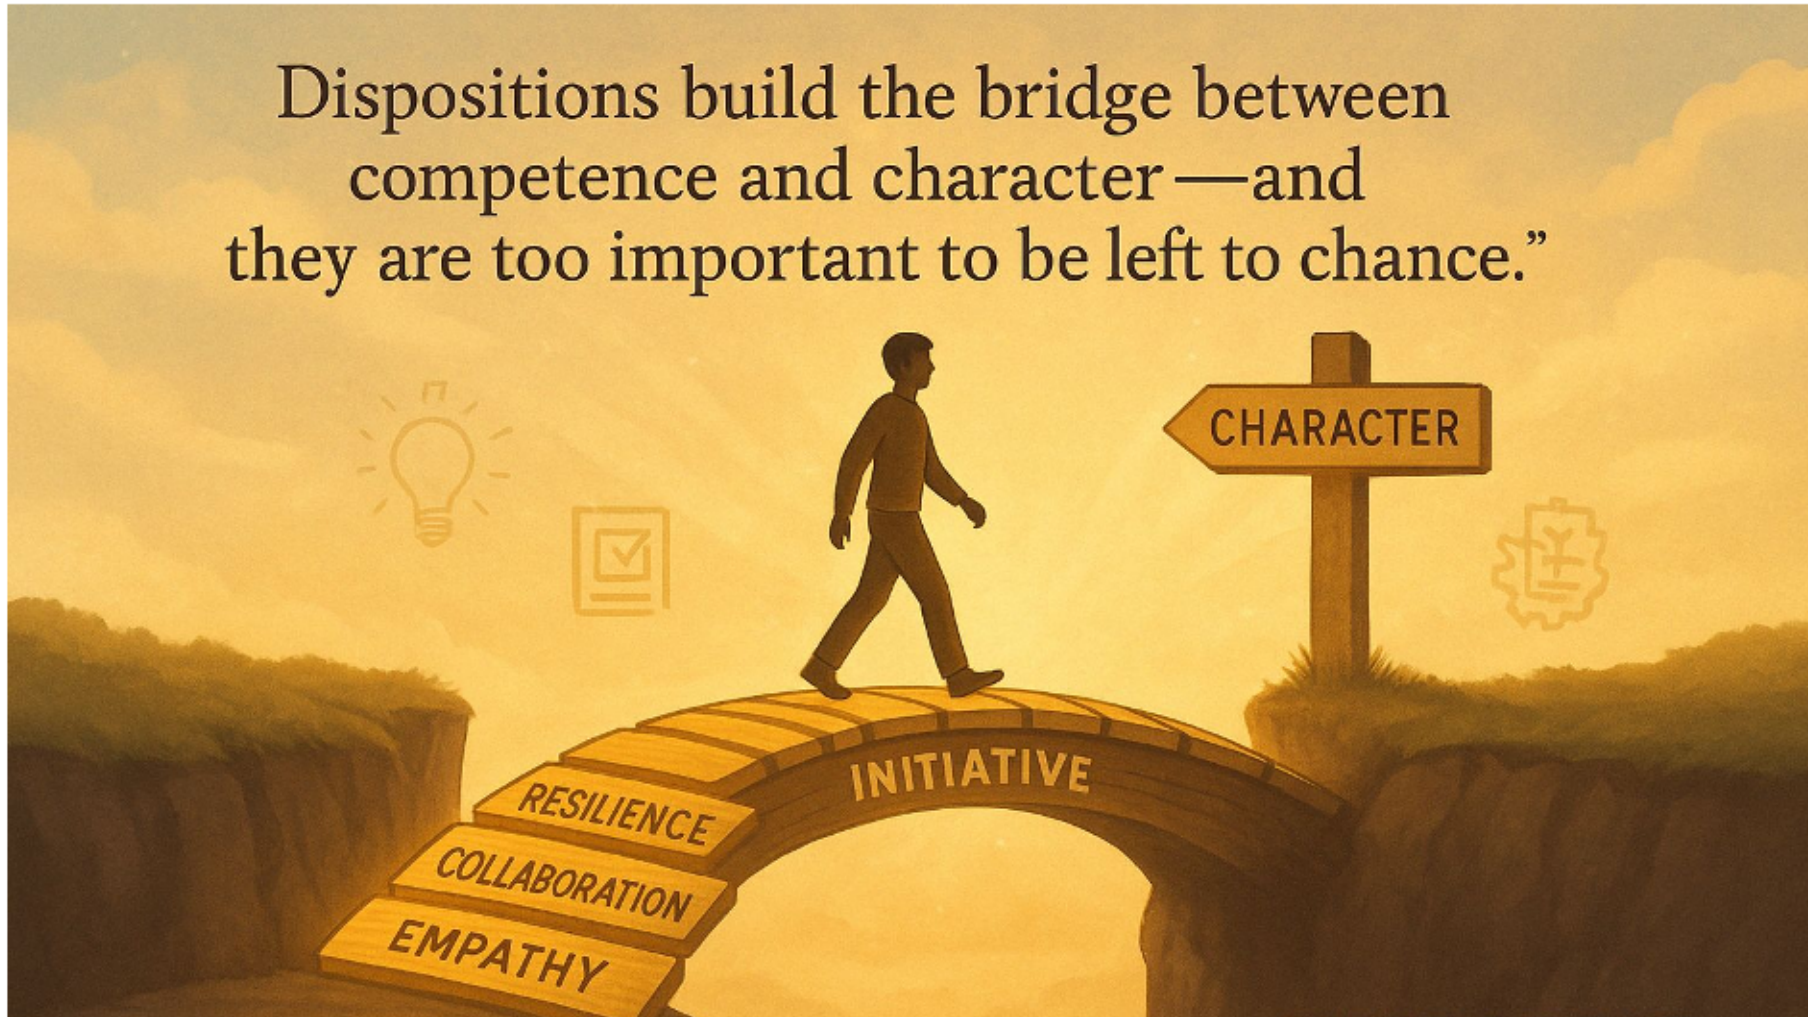 Dispositions build the bridge between
competence and character—and
they are too important to be left to chance.”
CHARACTER
INITIATIVE
RESILIENCE
COLLABORATION
EMPATHY